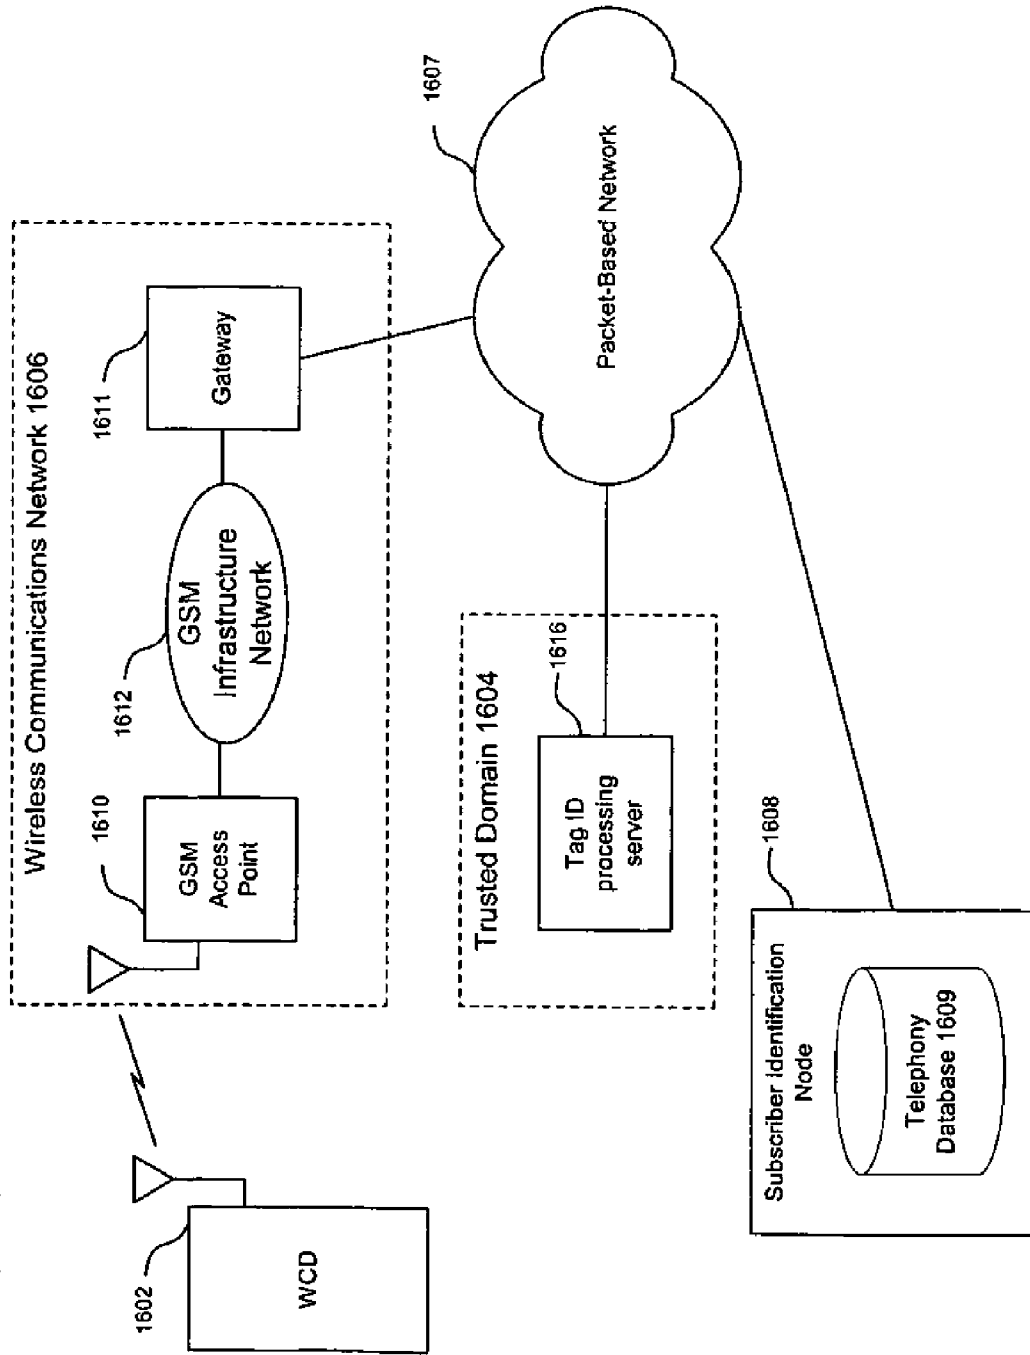 Wireless Communications Network 1606
1610
GSM
Access
Point
1612
GSM
Infrastructure
Network
1611
Gateway
1602
WCD
1607
Packet-Based Network
Trusted Domain 1604
1616
Tag ID
processing
server
1608
Subscriber Identification
Node
Telephony
Database 1609